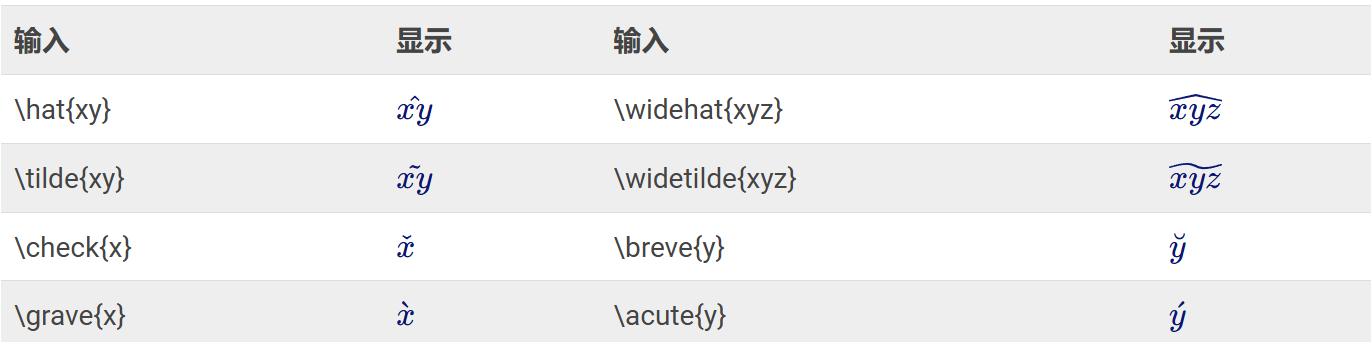 输入 显示 输入 显示
\hat{xy} $\hat{xy}$ \widehat{xyz} $\widehat{xyz}$
\tilde{xy} $\tilde{xy}$ \widetilde{xyz} $\widetilde{xyz}$
\check{x} $\check{x}$ \breve{y} $\breve{y}$
\grave{x} $\grave{x}$ \acute{y} $\acute{y}$